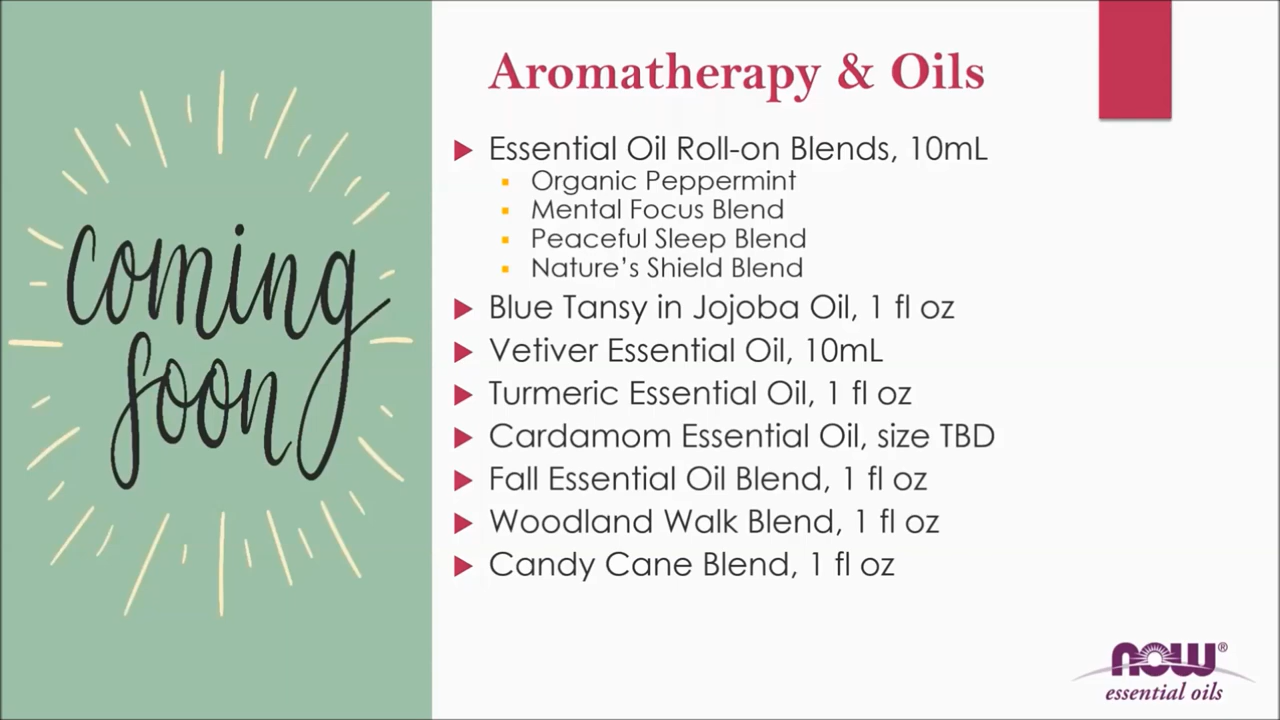 coming
soon
Aromatherapy & Oils
Essential Oil Roll-on Blends, 10mL
Organic Peppermint
Mental Focus Blend
Peaceful Sleep Blend
Nature's Shield Blend
Blue Tansy in Jojoba Oil, 1 fl oz
Vetiver Essential Oil, 10mL
Turmeric Essential Oil, 1 fl oz
Cardamom Essential Oil, size TBD
Fall Essential Oil Blend, 1 fl oz
Woodland Walk Blend, 1 fl oz
Candy Cane Blend, 1 fl oz
now®
essential oils